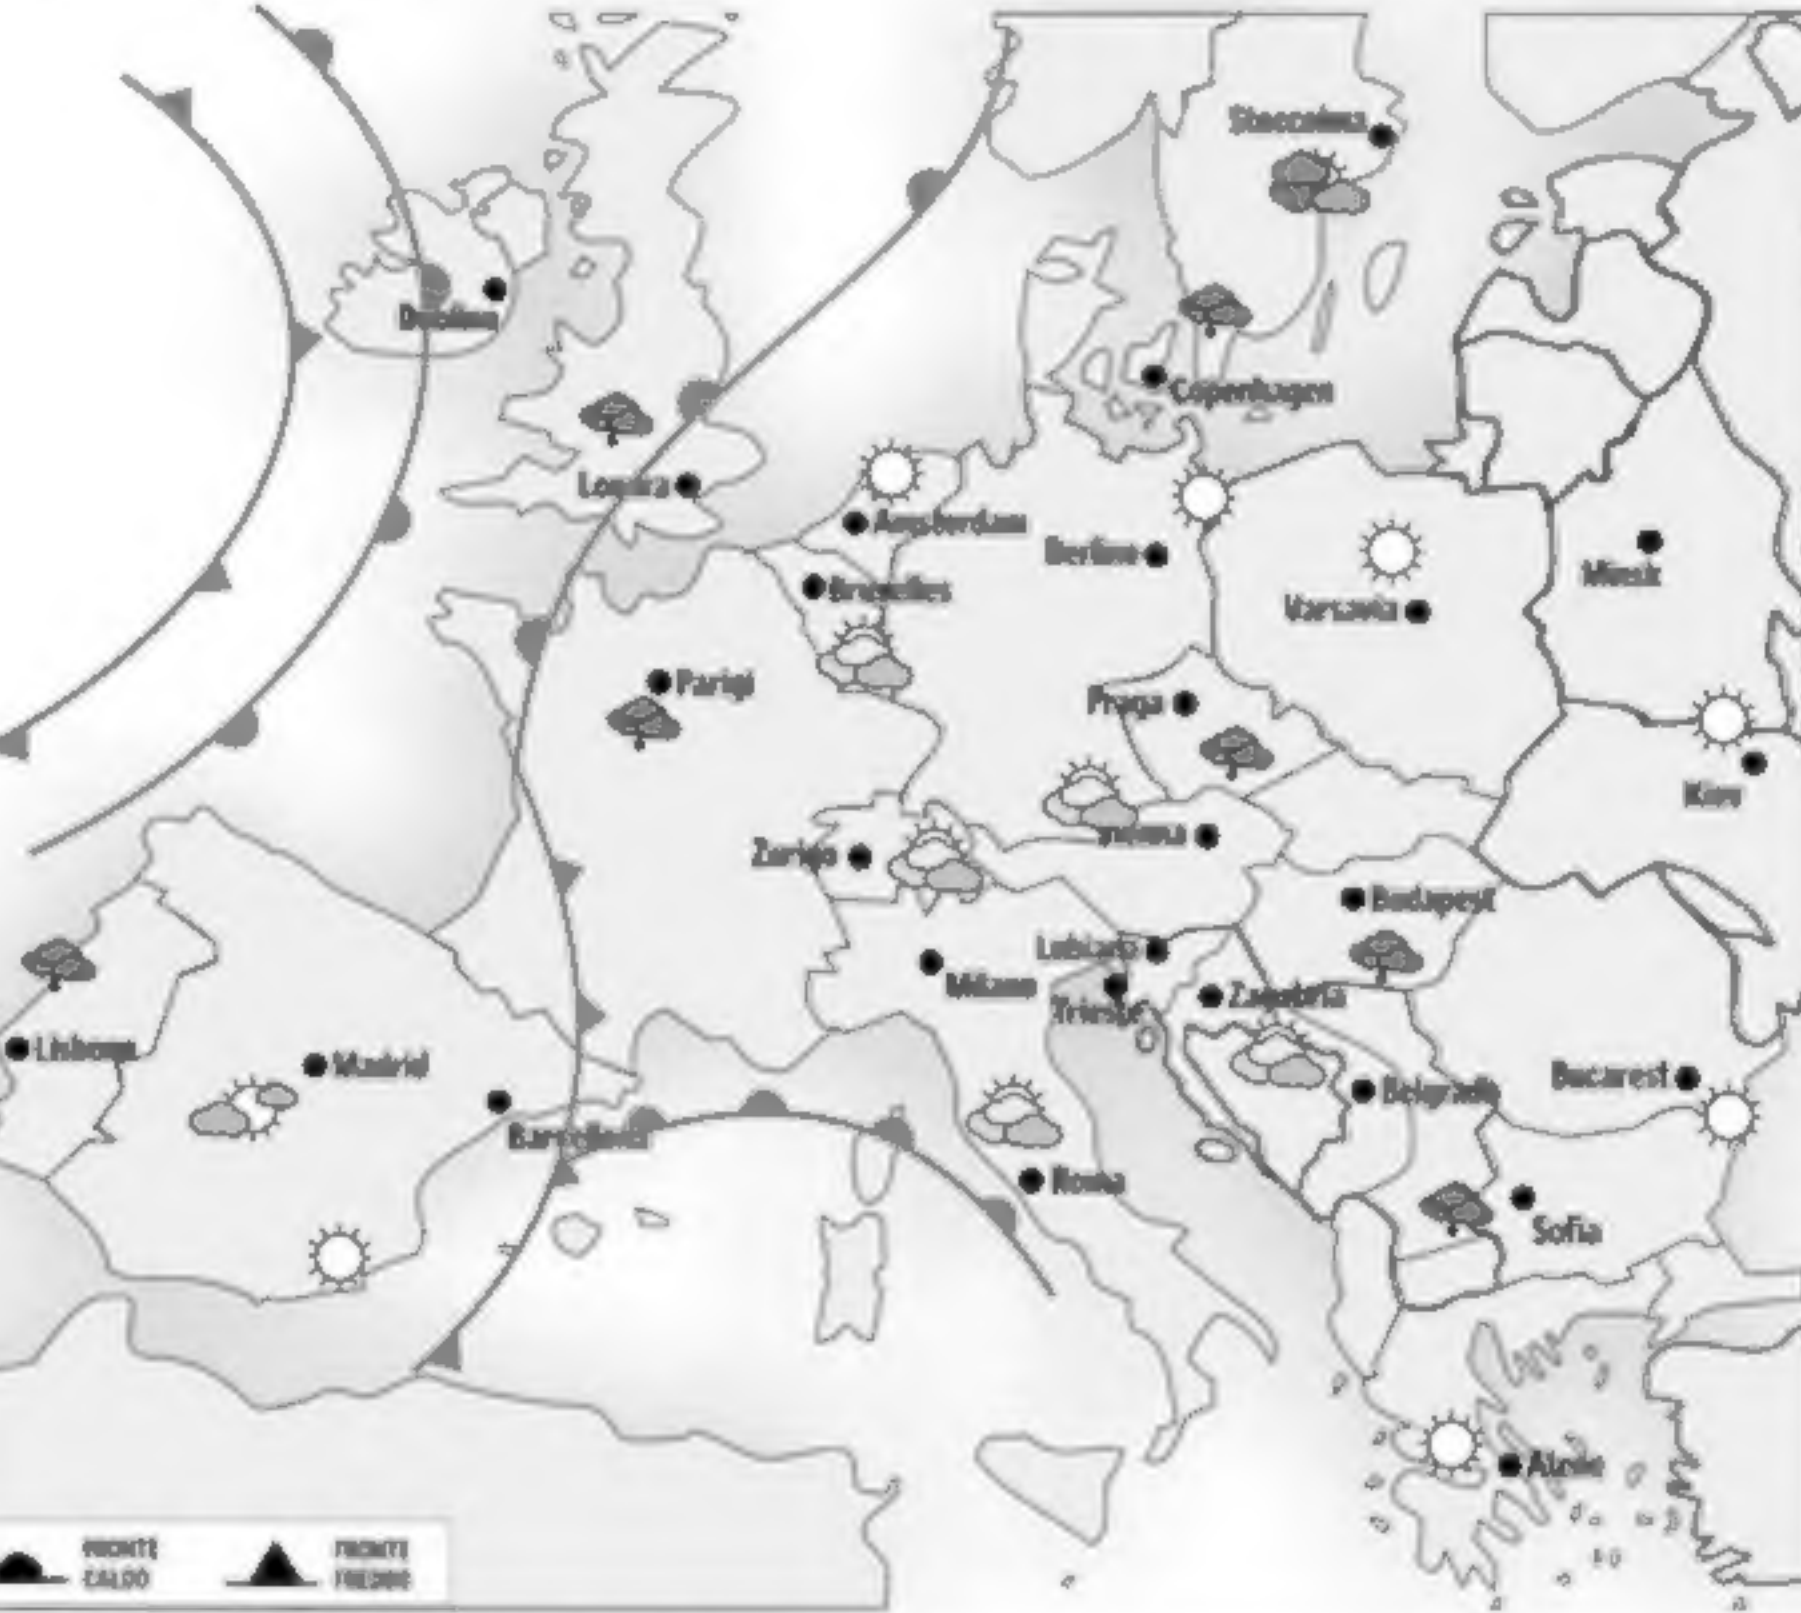 Stoccolma
Dublino
Copenhagen
Londra
Amsterdam
Berlino
Bruxelles
Minsk
Varsavia
Parigi
Praga
Kiev
Vienna
Zurigo
Budapest
Lubiana
Milano
Zagabria
Trieste
Lisbona
Madrid
Bucarest
Belgrado
Barcellona
Roma
Sofia
Atene
FRONTE
CALDO
FRONTE
FREDDO